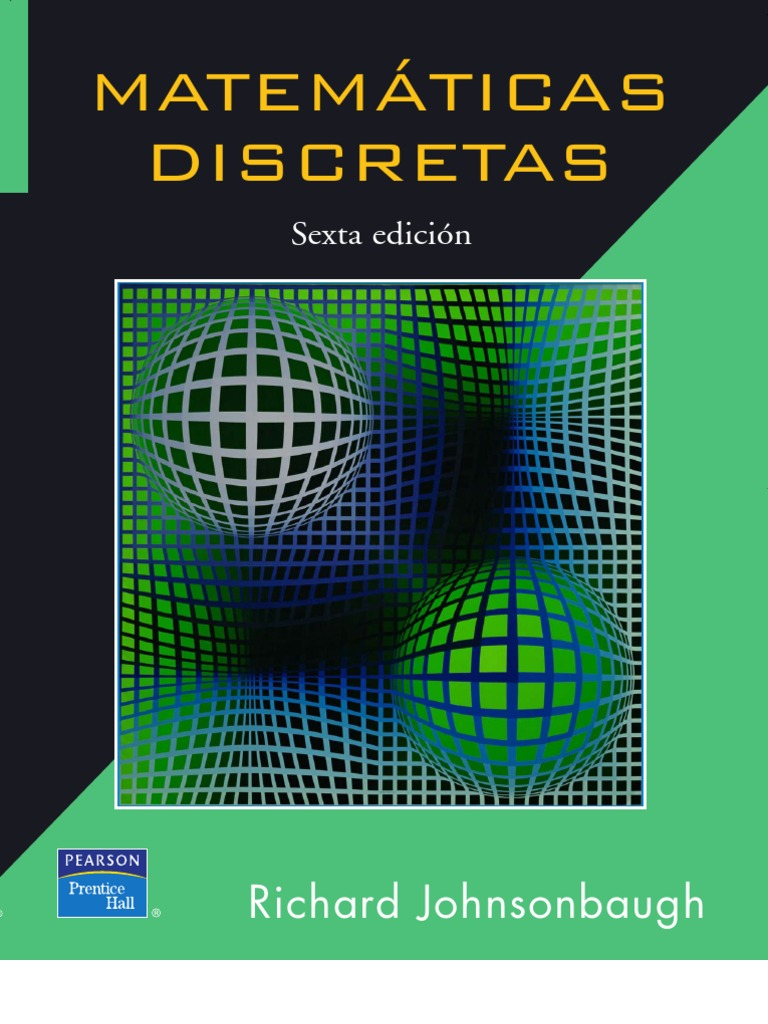 MATEMÁTICAS
DISCRETAS
Sexta edición
PEARSON
Prentice
Hall
®
Richard Johnsonbaugh